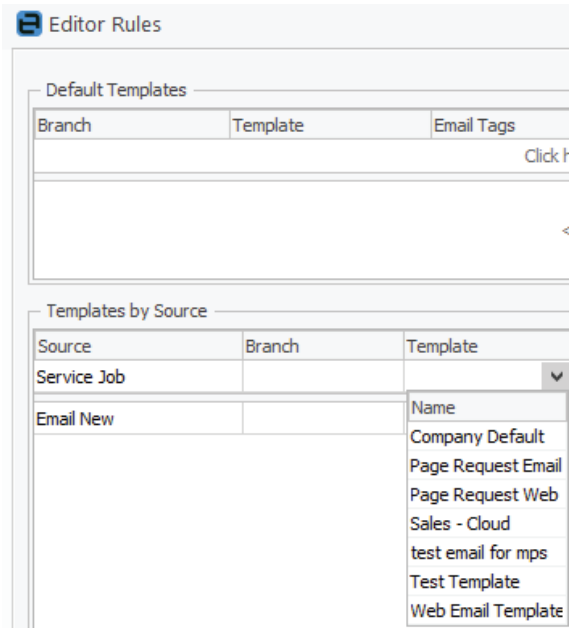 Editor Rules
Default Templates
Branch Template Email Tags
Click h
<
Templates by Source
Source Branch Template
Service Job
Email New
Name
Company Default
Page Request Email
Page Request Web
Sales - Cloud
test email for mps
Test Template
Web Email Template